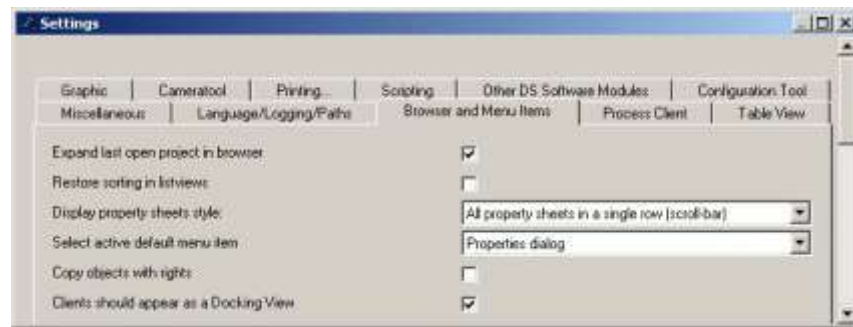 Settings
Graphic Cameratool Printing... Scripting Other DS Software Modules Configuration Tool
Miscellaneous Language/Logging/Paths Browser and Menu Items Process Client Table View
Expand last open project in browser
Restore sorting in listviews
Display property sheets style: All property sheets in a single row (scroll-bar)
Select active default menu item Properties dialog
Copy objects with rights
Clients should appear as a Docking View